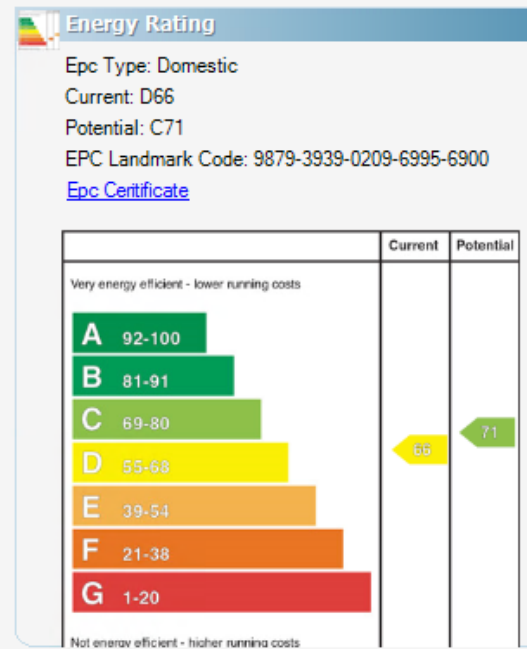 Energy Rating
Epc Type: Domestic
Current: D66
Potential: C71
EPC Landmark Code: 9879-3939-0209-6995-6900
Epc Ceritificate
Current Potential
Very energy efficient - lower running costs
A 92-100
B 81-91
C 69-80
D 55-68
E 39-54
F 21-38
G 1-20
66
71
Not energy efficient - higher running costs